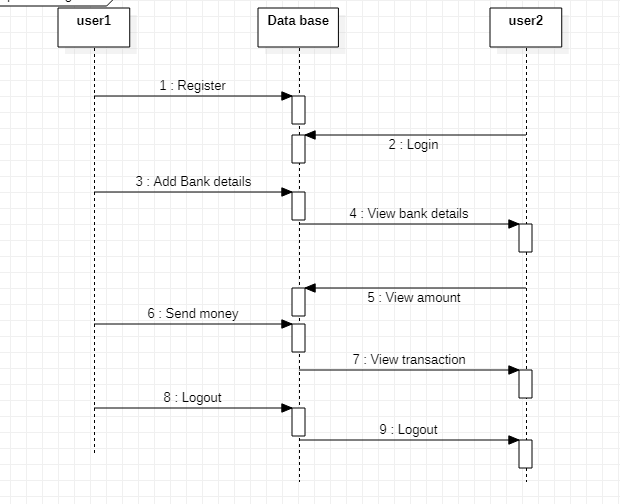 user1
Data base
user2
1 : Register
2 : Login
3 : Add Bank details
4 : View bank details
5 : View amount
6 : Send money
7 : View transaction
8 : Logout
9 : Logout